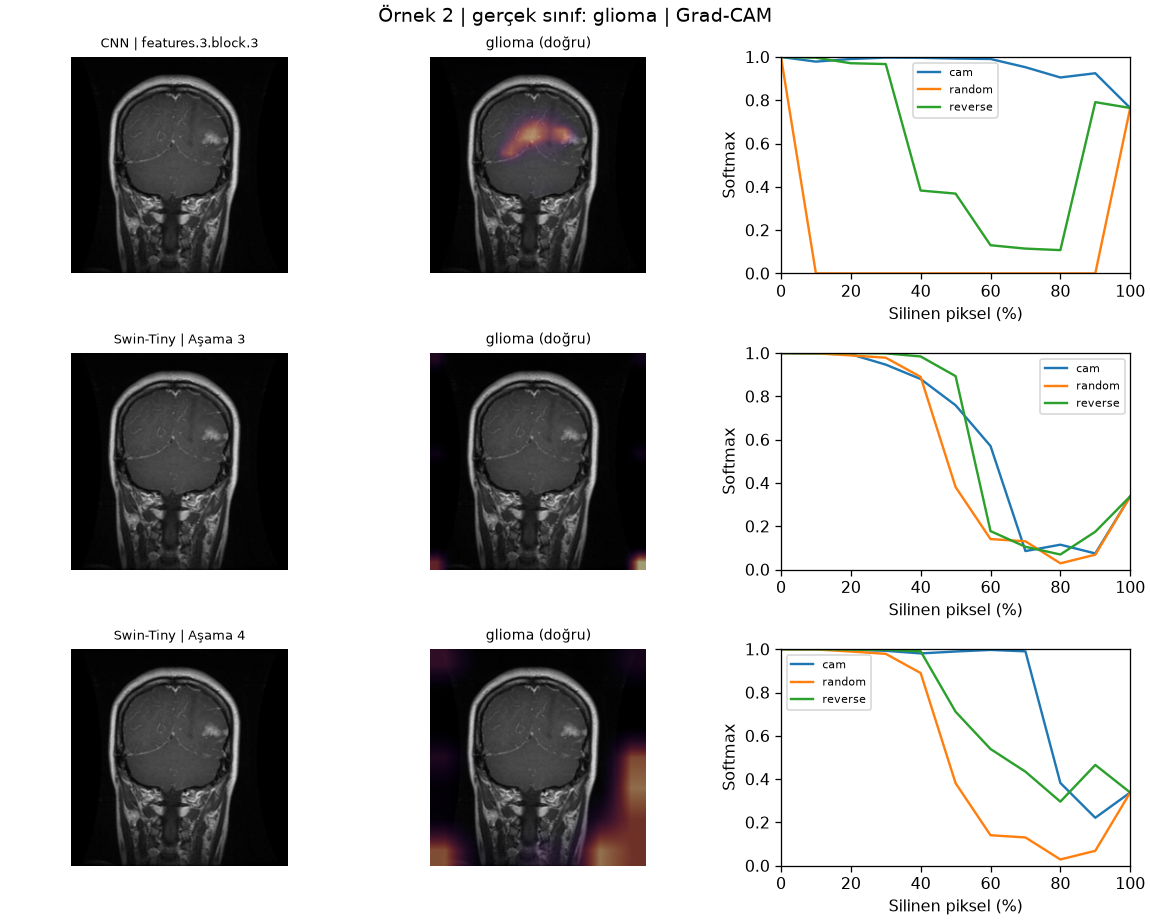 Örnek 2 | gerçek sınıf: glioma | Grad-CAM
CNN | features.3.block.3
glioma (doğru)
1.0
0.8
0.6
0.4
0.2
0.0
Softmax
cam
random
reverse
0 20 40 60 80 100
Silinen piksel (%)
Swin-Tiny | Aşama 3
glioma (doğru)
1.0
0.8
0.6
0.4
0.2
0.0
Softmax
cam
random
reverse
0 20 40 60 80 100
Silinen piksel (%)
Swin-Tiny | Aşama 4
glioma (doğru)
1.0
0.8
0.6
0.4
0.2
0.0
Softmax
cam
random
reverse
0 20 40 60 80 100
Silinen piksel (%)